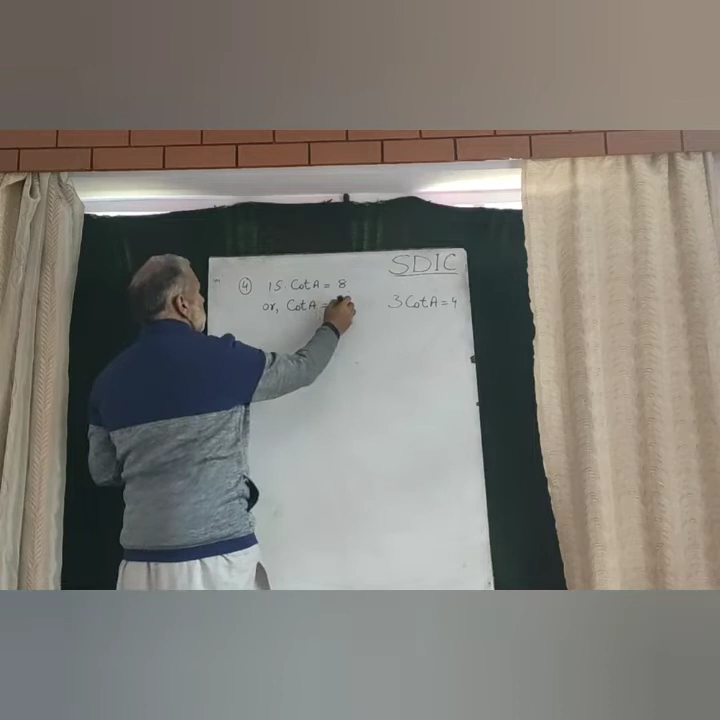 SDIC
④ 15 Cot A = 8
or, Cot A =
3 Cot A = 4